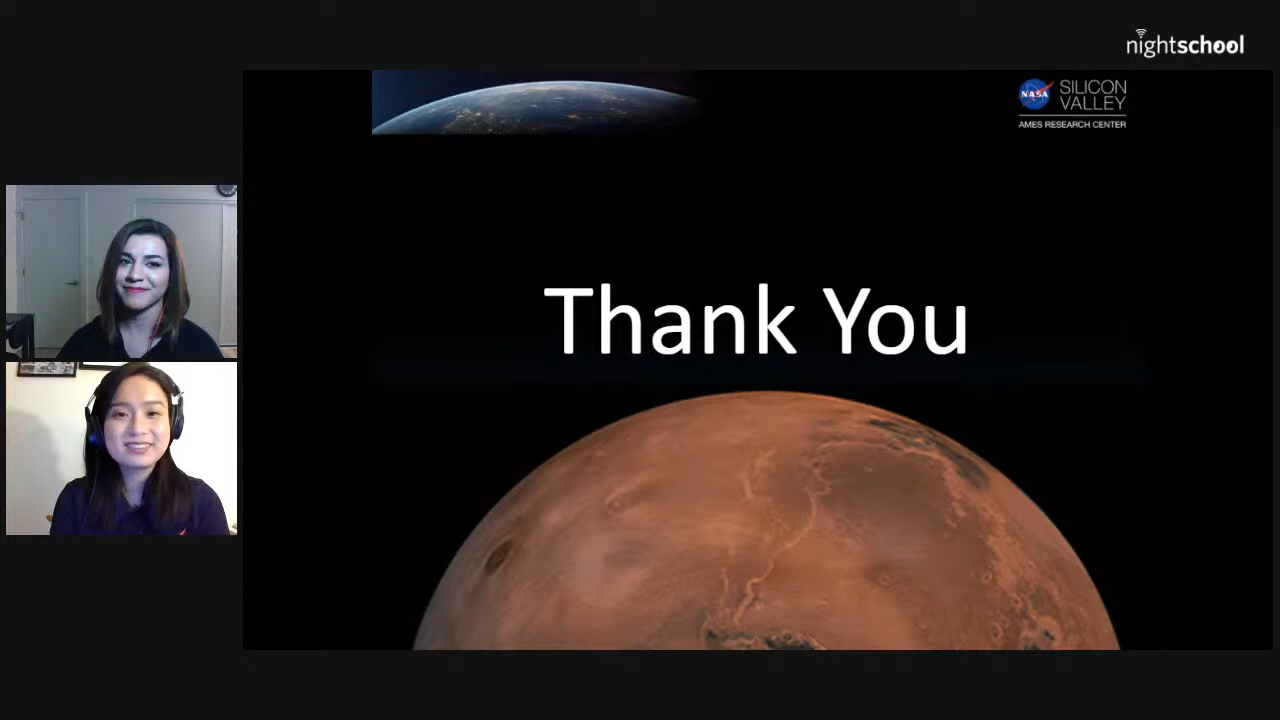 nightschool
NASA
SILICON
VALLEY
AMES RESEARCH CENTER
Thank You